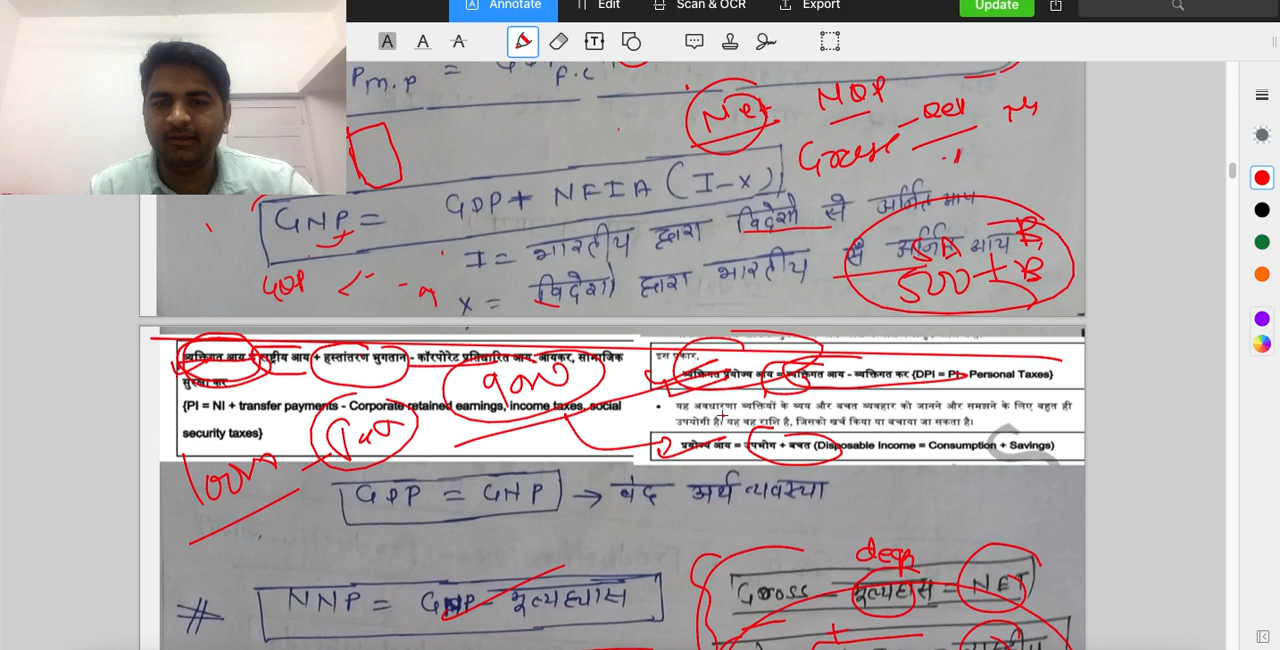 Annotate Edit Scan & OCR Export Update
P m.p = f.c
Net NDP
Gross
GNP = GDP + NFIA (I-X)
I = भारतीय द्वारा विदेशो से अर्जित आय
X = विदेशो द्वारा भारतीय से अर्जित आय
GDP
500 + B
व्यक्तिगत आय = राष्ट्रीय आय + हस्तांतरण भुगतान - कॉरपोरेट प्रतिधारित आय, आयकर, सामाजिक
सुरक्षा कर
{PI = NI + transfer payments - Corporate retained earnings, income taxes, social
security taxes}
इस प्रकार,
व्यक्तिगत प्रयोज्य आय = व्यक्तिगत आय - व्यक्तिगत कर {DPI = PI - Personal Taxes}
• यह अवधारणा व्यक्तियों के व्यय और बचत व्यवहार को जानने और समझने के लिए बहुत ही
उपयोगी है। यह वह राशि है, जिसको खर्च किया या बचाया जा सकता है।
प्रयोज्य आय = उपभोग + बचत (Disposable Income = Consumption + Savings)
GDP = GNP → बंद अर्थव्यवस्था
# NNP = GNP - मूल्यह्रास
dep
Gross - मूल्यह्रास = NET